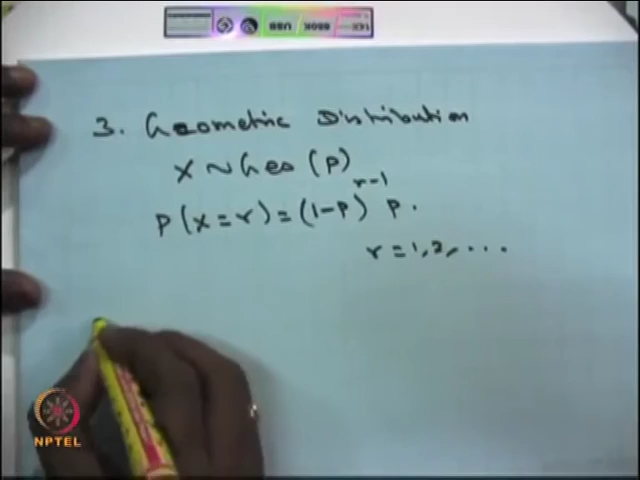 3. Geometric Distribution
X ~ Geo (P)
P(X=r) = (1-P)^{r-1} P.
r = 1, 2, ....
NPTEL